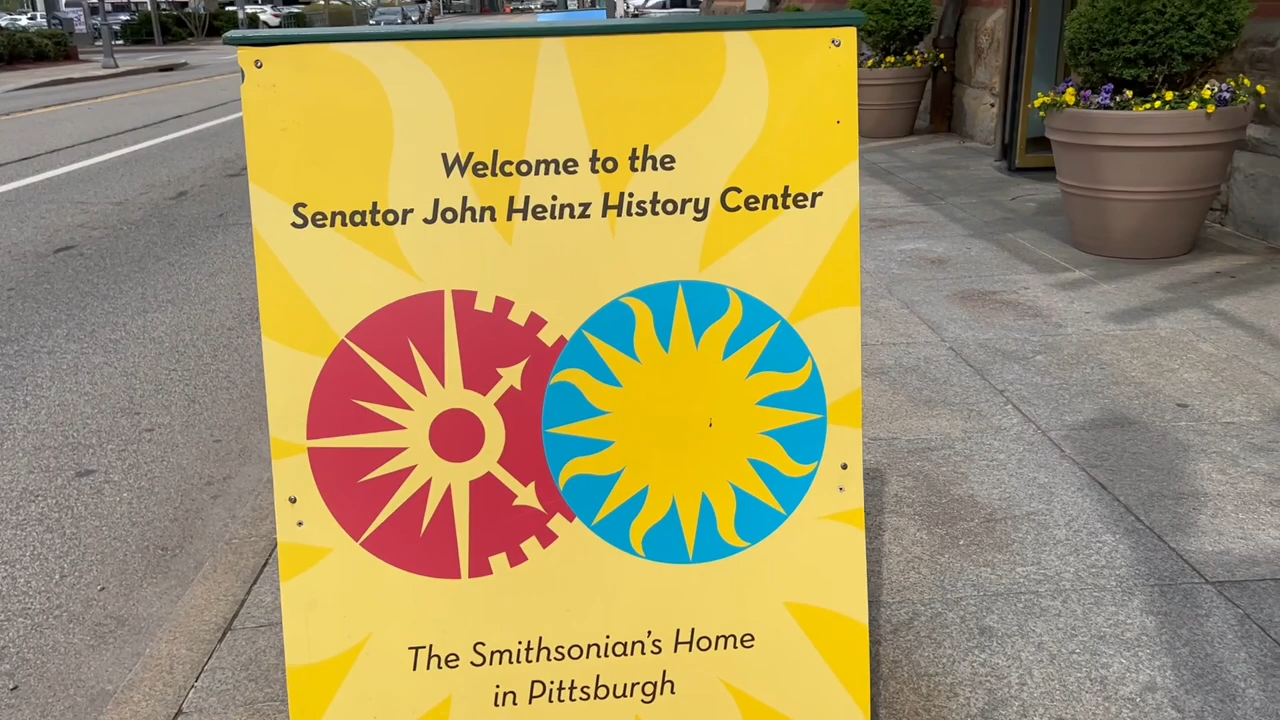 Welcome to the
Senator John Heinz History Center
The Smithsonian's Home
in Pittsburgh